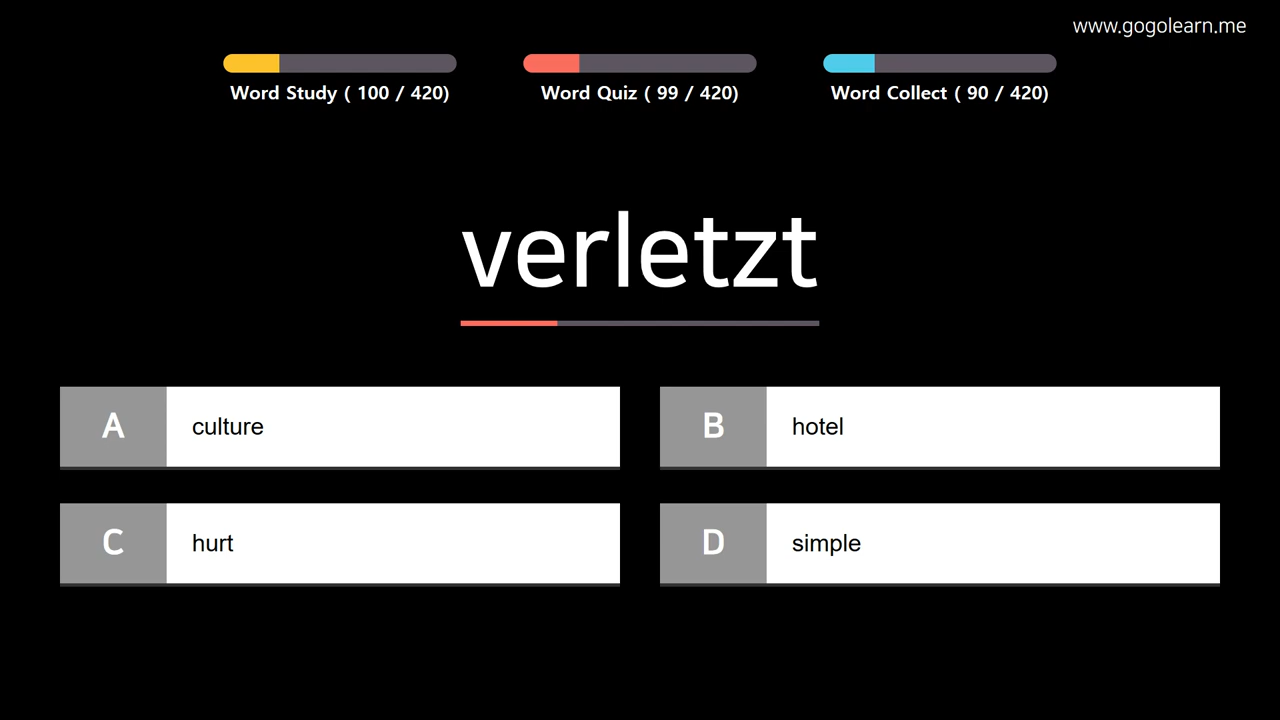 www.gogolearn.me
Word Study ( 100 / 420)
Word Quiz ( 99 / 420)
Word Collect ( 90 / 420)
verletzt
A culture
B hotel
C hurt
D simple